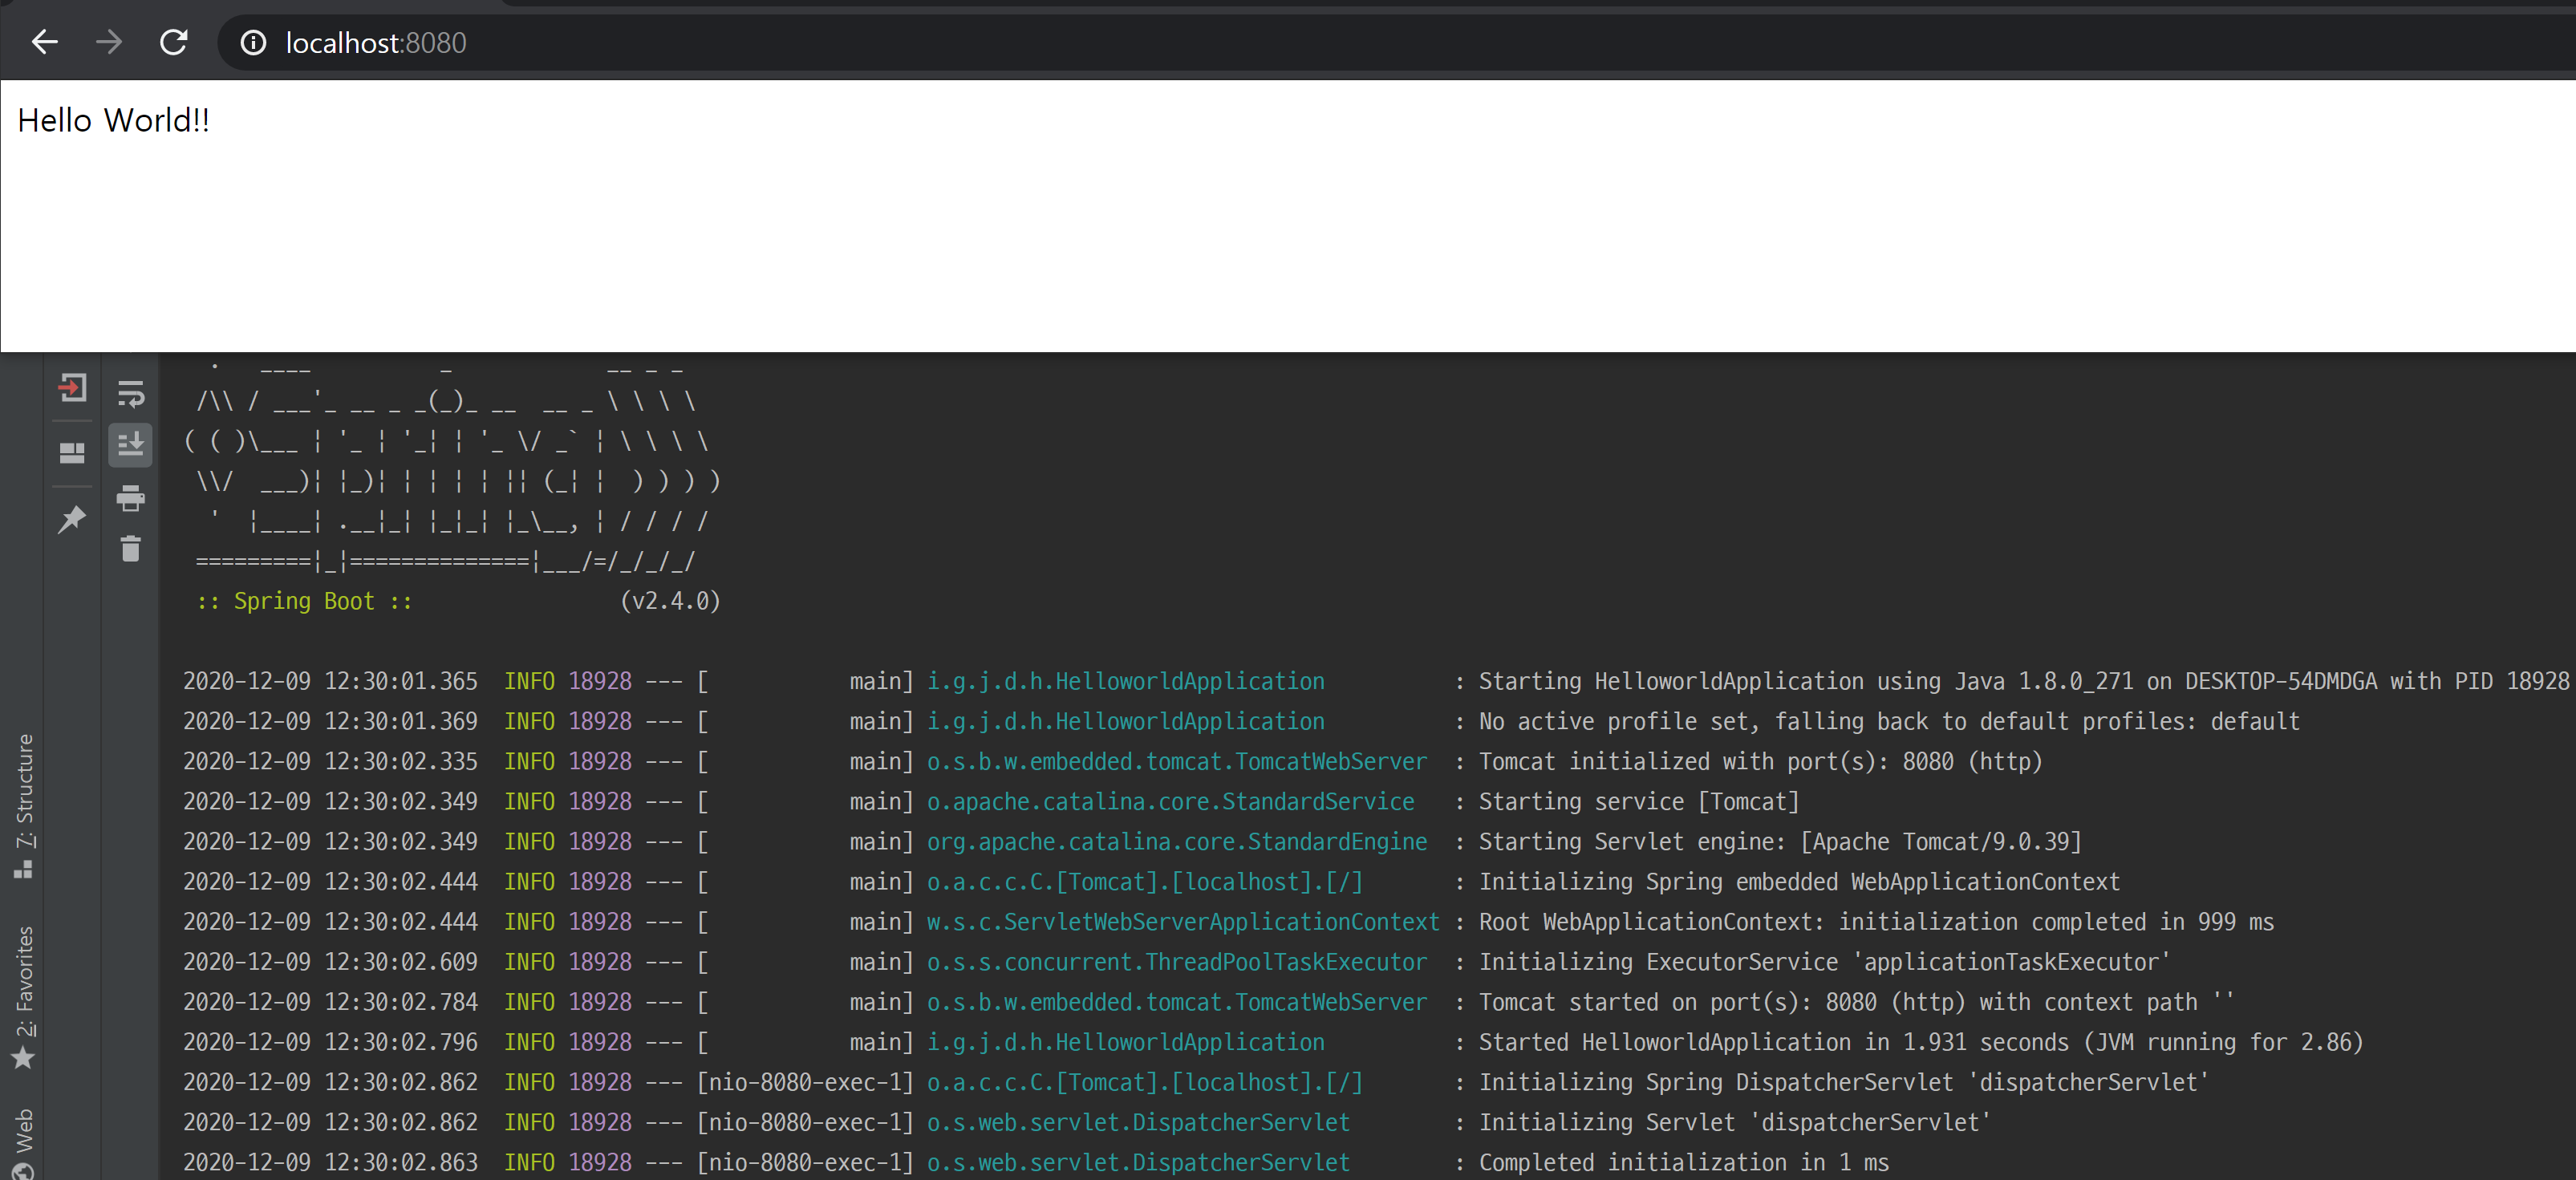 localhost:8080
Hello World!!
  .   ____          _            __ _ _
 /\\ / ___'_ __ _ _(_)_ __  __ _ \ \ \ \
( ( )\___ ¦ '_ ¦ '_¦ ¦ '_ \/ _` ¦ \ \ \ \
 \\/  ___)¦ ¦_)¦ ¦ ¦ ¦ ¦ ¦¦ (_¦ ¦  ) ) ) )
  '  ¦____¦ .__¦_¦ ¦_¦_¦ ¦_\__, ¦ / / / /
 =========¦_¦==============¦___/=/_/_/_/
 :: Spring Boot ::                (v2.4.0)
2020-12-09 12:30:01.365  INFO 18928 --- [           main] i.g.j.d.h.HelloworldApplication          : Starting HelloworldApplication using Java 1.8.0_271 on DESKTOP-54DMDGA with PID 18928
2020-12-09 12:30:01.369  INFO 18928 --- [           main] i.g.j.d.h.HelloworldApplication          : No active profile set, falling back to default profiles: default
2020-12-09 12:30:02.335  INFO 18928 --- [           main] o.s.b.w.embedded.tomcat.TomcatWebServer  : Tomcat initialized with port(s): 8080 (http)
2020-12-09 12:30:02.349  INFO 18928 --- [           main] o.apache.catalina.core.StandardService   : Starting service [Tomcat]
2020-12-09 12:30:02.349  INFO 18928 --- [           main] org.apache.catalina.core.StandardEngine  : Starting Servlet engine: [Apache Tomcat/9.0.39]
2020-12-09 12:30:02.444  INFO 18928 --- [           main] o.a.c.c.C.[Tomcat].[localhost].[/]       : Initializing Spring embedded WebApplicationContext
2020-12-09 12:30:02.444  INFO 18928 --- [           main] w.s.c.ServletWebServerApplicationContext : Root WebApplicationContext: initialization completed in 999 ms
2020-12-09 12:30:02.609  INFO 18928 --- [           main] o.s.s.concurrent.ThreadPoolTaskExecutor  : Initializing ExecutorService 'applicationTaskExecutor'
2020-12-09 12:30:02.784  INFO 18928 --- [           main] o.s.b.w.embedded.tomcat.TomcatWebServer  : Tomcat started on port(s): 8080 (http) with context path ''
2020-12-09 12:30:02.796  INFO 18928 --- [           main] i.g.j.d.h.HelloworldApplication          : Started HelloworldApplication in 1.931 seconds (JVM running for 2.86)
2020-12-09 12:30:02.862  INFO 18928 --- [nio-8080-exec-1] o.a.c.c.C.[Tomcat].[localhost].[/]       : Initializing Spring DispatcherServlet 'dispatcherServlet'
2020-12-09 12:30:02.862  INFO 18928 --- [nio-8080-exec-1] o.s.web.servlet.DispatcherServlet        : Initializing Servlet 'dispatcherServlet'
2020-12-09 12:30:02.863  INFO 18928 --- [nio-8080-exec-1] o.s.web.servlet.DispatcherServlet        : Completed initialization in 1 ms
7: Structure
2: Favorites
Web